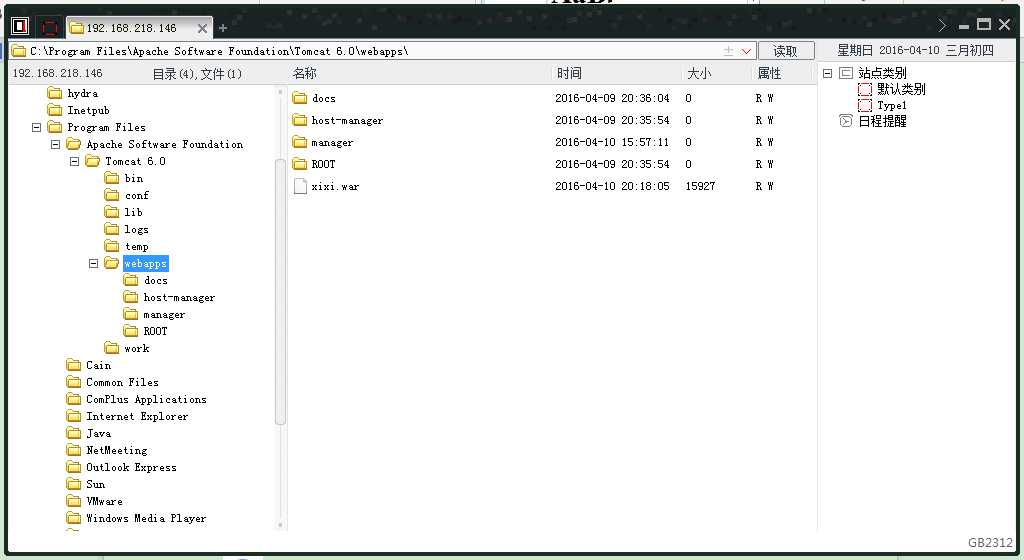 192.168.218.146
C:\Program Files\Apache Software Foundation\Tomcat 6.0\webapps\
读取
星期日 2016-04-10 三月初四
192.168.218.146 目录(4),文件(1)
名称 时间 大小 属性
hydra
Inetpub
Program Files
Apache Software Foundation
Tomcat 6.0
bin
conf
lib
logs
temp
webapps
docs
host-manager
manager
ROOT
work
Cain
Common Files
ComPlus Applications
Internet Explorer
Java
NetMeeting
Outlook Express
Sun
VMware
Windows Media Player
docs 2016-04-09 20:36:04 0 R W
host-manager 2016-04-09 20:35:54 0 R W
manager 2016-04-10 15:57:11 0 R W
ROOT 2016-04-09 20:35:54 0 R W
xixi.war 2016-04-10 20:18:05 15927 R W
站点类别
默认类别
Type1
日程提醒
GB2312